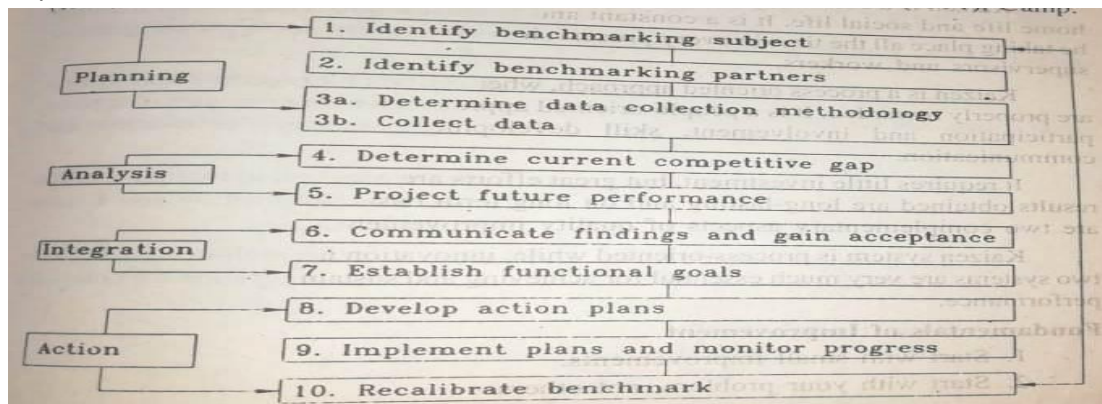 Camp.
1. Identify benchmarking subject
Planning
2. Identify benchmarking partners
3a. Determine data collection methodology
3b. Collect data
4. Determine current competitive gap
Analysis
5. Project future performance
6. Communicate findings and gain acceptance
Integration
7. Establish functional goals
8. Develop action plans
Action
9. Implement plans and monitor progress
10. Recalibrate benchmark